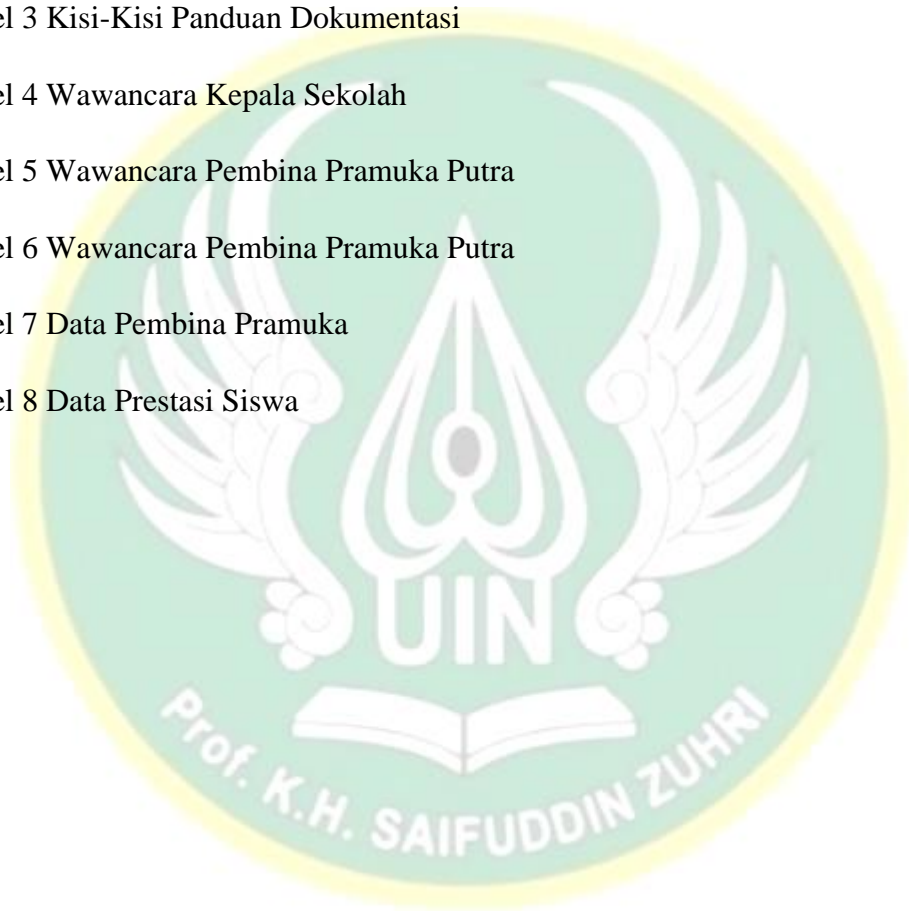 el 3 Kisi-Kisi Panduan Dokumentasi
el 4 Wawancara Kepala Sekolah
el 5 Wawancara Pembina Pramuka Putra
el 6 Wawancara Pembina Pramuka Putra
el 7 Data Pembina Pramuka
el 8 Data Prestasi Siswa
UIN
Prof. K.H. SAIFUDDIN ZUHRI